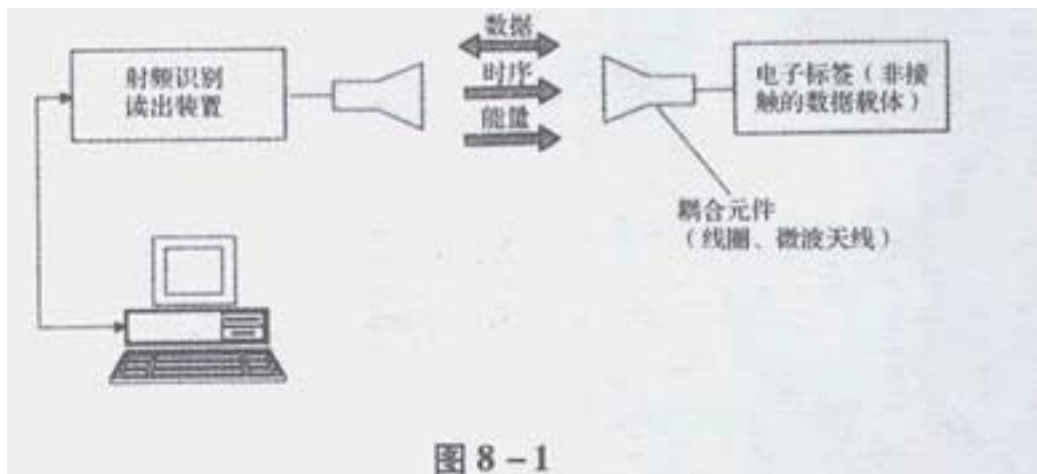 数据
射频识别
读出装置
时序
能量
电子标签（非接
触的数据载体）
耦合元件
（线圈、微波天线）
图 8-1